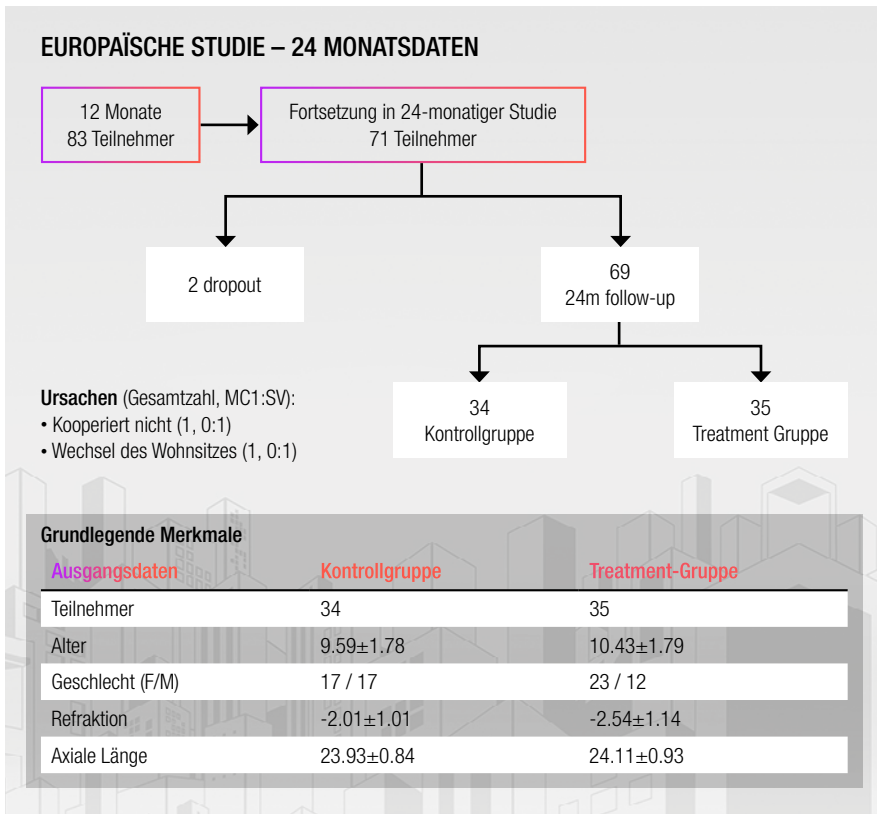 EUROPAÏSCHE STUDIE – 24 MONATSDATEN
12 Monate
83 Teilnehmer
Fortsetzung in 24-monatiger Studie
71 Teilnehmer
2 dropout
69
24m follow-up
34
Kontrollgruppe
35
Treatment Gruppe
Ursachen (Gesamtzahl, MC1:SV):
• Kooperiert nicht (1, 0:1)
• Wechsel des Wohnsitzes (1, 0:1)
Grundlegende Merkmale
Ausgangsdaten Kontrollgruppe Treatment-Gruppe
Teilnehmer 34 35
Alter 9.59±1.78 10.43±1.79
Geschlecht (F/M) 17 / 17 23 / 12
Refraktion -2.01±1.01 -2.54±1.14
Axiale Länge 23.93±0.84 24.11±0.93